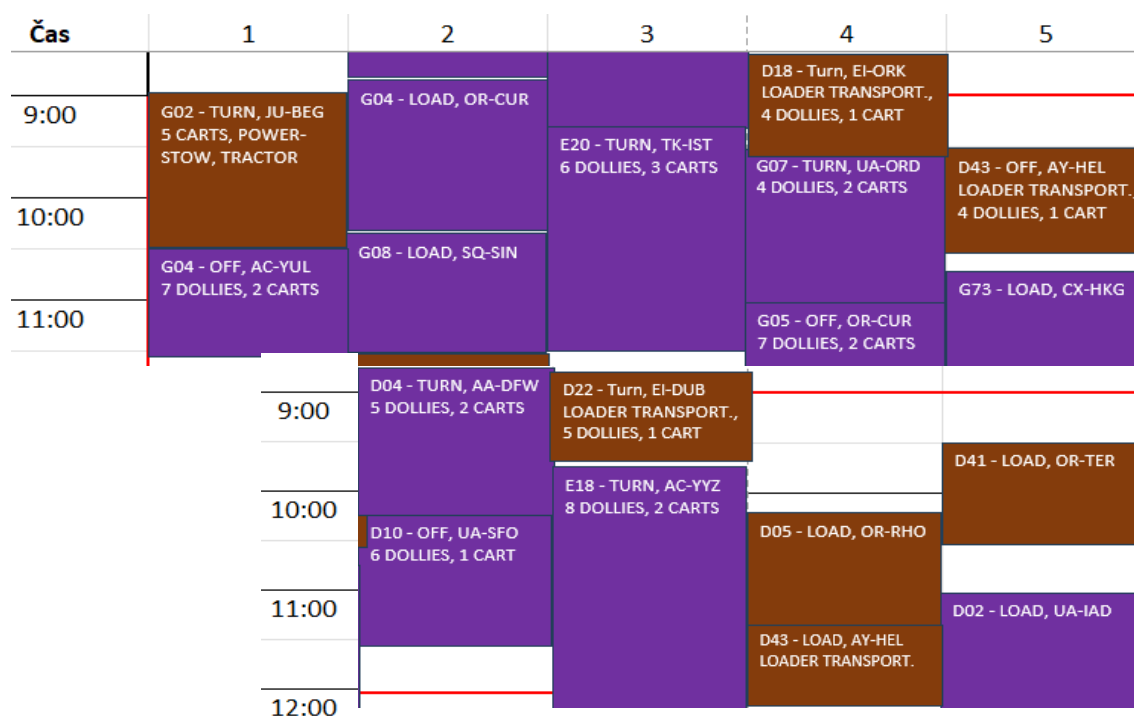 Čas 1 2 3 4 5
9:00
10:00
11:00
G02 - TURN, JU-BEG
5 CARTS, POWER-
STOW, TRACTOR
G04 - OFF, AC-YUL
7 DOLLIES, 2 CARTS
G04 - LOAD, OR-CUR
G08 - LOAD, SQ-SIN
E20 - TURN, TK-IST
6 DOLLIES, 3 CARTS
D18 - Turn, EI-ORK
LOADER TRANSPORT.,
4 DOLLIES, 1 CART
G07 - TURN, UA-ORD
4 DOLLIES, 2 CARTS
G05 - OFF, OR-CUR
7 DOLLIES, 2 CARTS
D43 - OFF, AY-HEL
LOADER TRANSPORT.,
4 DOLLIES, 1 CART
G73 - LOAD, CX-HKG
9:00
10:00
11:00
12:00
D04 - TURN, AA-DFW
5 DOLLIES, 2 CARTS
D10 - OFF, UA-SFO
6 DOLLIES, 1 CART
D22 - Turn, EI-DUB
LOADER TRANSPORT.,
5 DOLLIES, 1 CART
E18 - TURN, AC-YYZ
8 DOLLIES, 2 CARTS
D05 - LOAD, OR-RHO
D43 - LOAD, AY-HEL
LOADER TRANSPORT.
D41 - LOAD, OR-TER
D02 - LOAD, UA-IAD